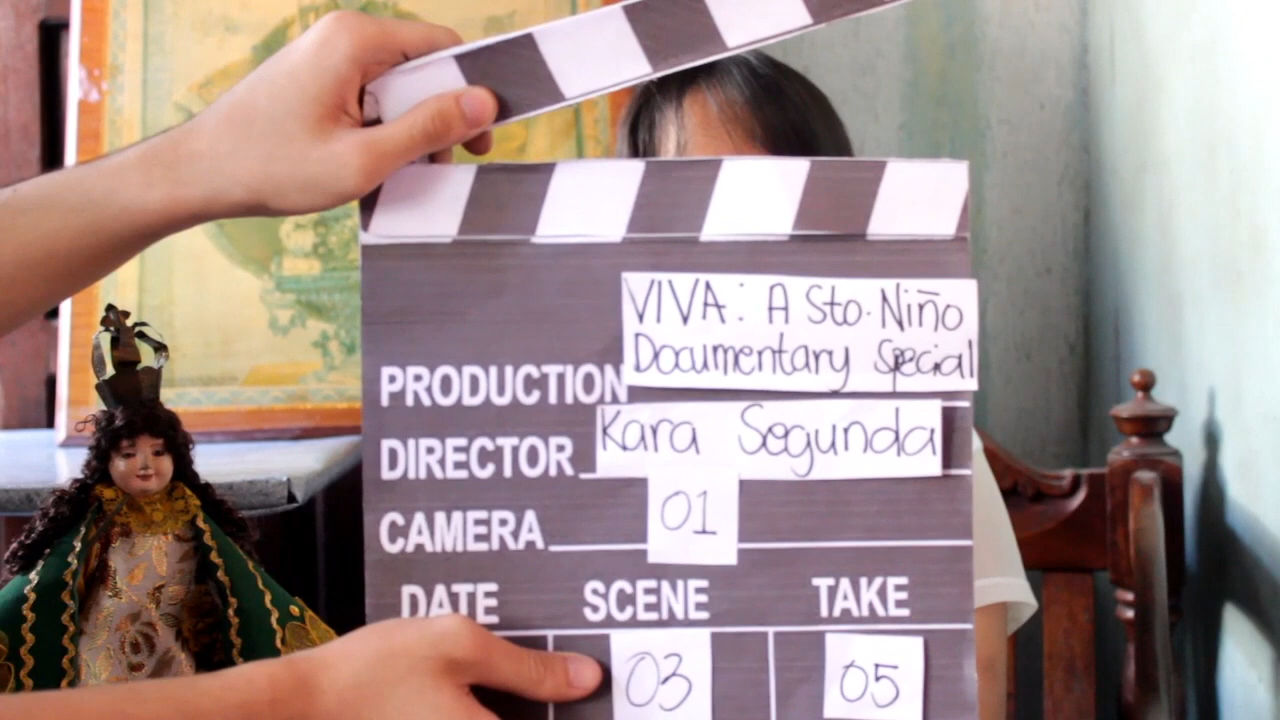 VIVA: A Sto. Niño
Documentary Special
PRODUCTION
DIRECTOR Kara Segunda
CAMERA 01
DATE SCENE TAKE
03 05